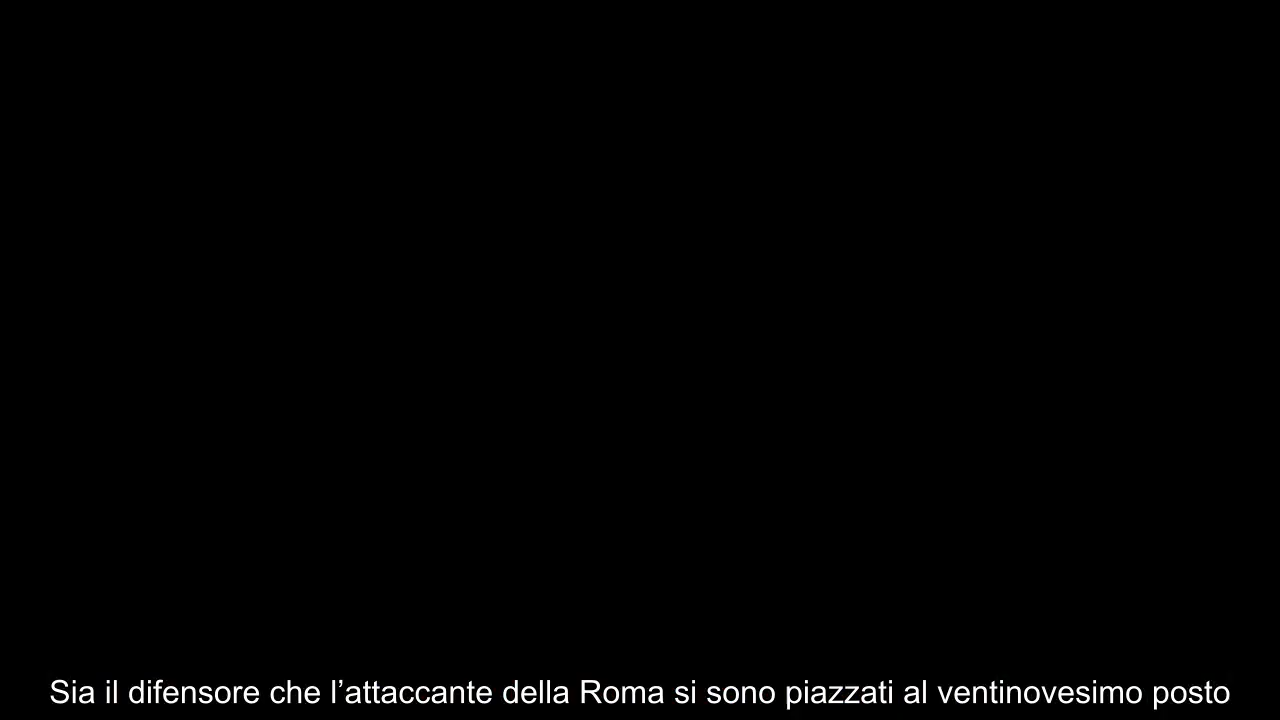 Sia il difensore che l’attaccante della Roma si sono piazzati al ventinovesimo posto